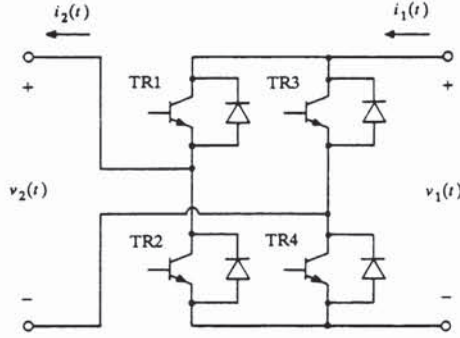 i₂(t) i₁(t)
+ TR1 TR3 +
v₂(t) v₁(t)
TR2 TR4
− −